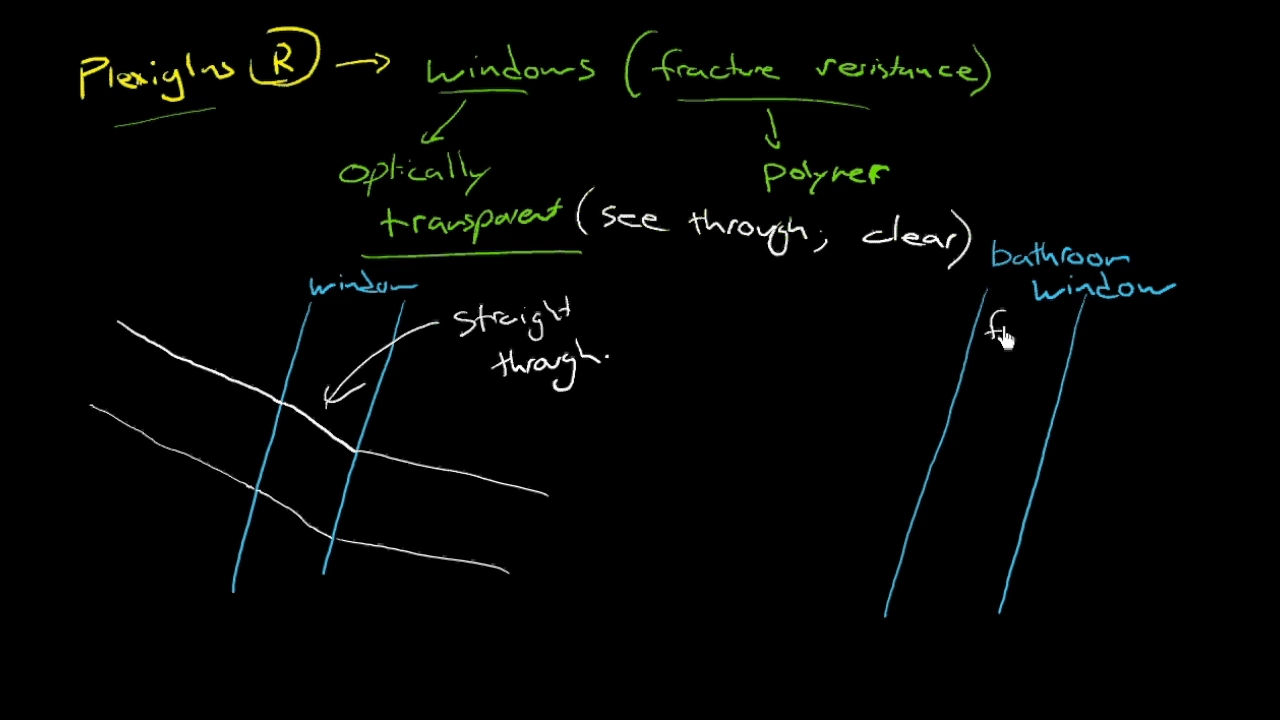 Plexiglas ® → windows (fracture resistance)
optically
transparent (see through, clear)
polymer
bathroom
window
window
straight
through.
f